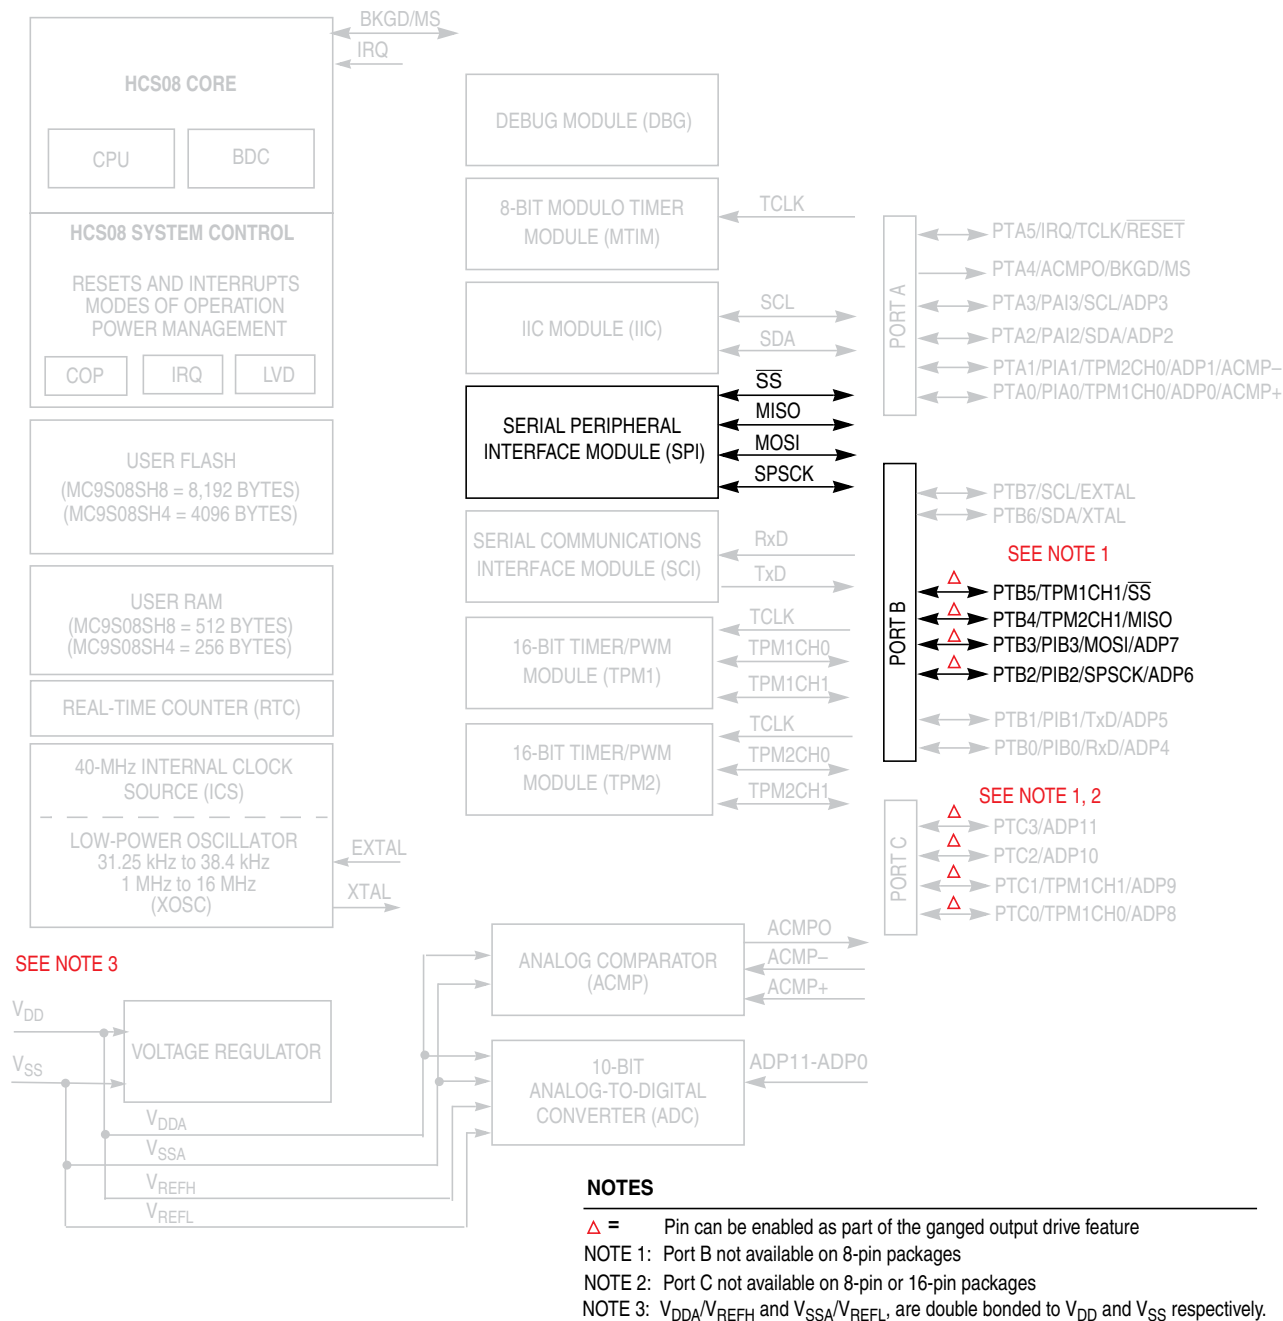 BKGD/MS
IRQ
HCS08 CORE
CPU
BDC
HCS08 SYSTEM CONTROL
RESETS AND INTERRUPTS
MODES OF OPERATION
POWER MANAGEMENT
COP
IRQ
LVD
USER FLASH
(MC9S08SH8 = 8,192 BYTES)
(MC9S08SH4 = 4096 BYTES)
USER RAM
(MC9S08SH8 = 512 BYTES)
(MC9S08SH4 = 256 BYTES)
REAL-TIME COUNTER (RTC)
40-MHz INTERNAL CLOCK
SOURCE (ICS)
LOW-POWER OSCILLATOR
31.25 kHz to 38.4 kHz
1 MHz to 16 MHz
(XOSC)
EXTAL
XTAL
SEE NOTE 3
VDD
VSS
VOLTAGE REGULATOR
VDDA
VSSA
VREFH
VREFL
DEBUG MODULE (DBG)
8-BIT MODULO TIMER
MODULE (MTIM)
TCLK
IIC MODULE (IIC)
SCL
SDA
SERIAL PERIPHERAL
INTERFACE MODULE (SPI)
SS
MISO
MOSI
SPSCK
SERIAL COMMUNICATIONS
INTERFACE MODULE (SCI)
RxD
TxD
16-BIT TIMER/PWM
MODULE (TPM1)
TCLK
TPM1CH0
TPM1CH1
16-BIT TIMER/PWM
MODULE (TPM2)
TCLK
TPM2CH0
TPM2CH1
ANALOG COMPARATOR
(ACMP)
ACMPO
ACMP–
ACMP+
10-BIT
ANALOG-TO-DIGITAL
CONVERTER (ADC)
ADP11-ADP0
PORT A
PTA5/IRQ/TCLK/RESET
PTA4/ACMPO/BKGD/MS
PTA3/PAI3/SCL/ADP3
PTA2/PAI2/SDA/ADP2
PTA1/PIA1/TPM2CH0/ADP1/ACMP–
PTA0/PIA0/TPM1CH0/ADP0/ACMP+
PORT B
PTB7/SCL/EXTAL
PTB6/SDA/XTAL
SEE NOTE 1
PTB5/TPM1CH1/SS
PTB4/TPM2CH1/MISO
PTB3/PIB3/MOSI/ADP7
PTB2/PIB2/SPSCK/ADP6
PTB1/PIB1/TxD/ADP5
PTB0/PIB0/RxD/ADP4
SEE NOTE 1, 2
PORT C
PTC3/ADP11
PTC2/ADP10
PTC1/TPM1CH1/ADP9
PTC0/TPM1CH0/ADP8
NOTES
Δ = Pin can be enabled as part of the ganged output drive feature
NOTE 1: Port B not available on 8-pin packages
NOTE 2: Port C not available on 8-pin or 16-pin packages
NOTE 3: VDDA/VREFH and VSSA/VREFL, are double bonded to VDD and VSS respectively.